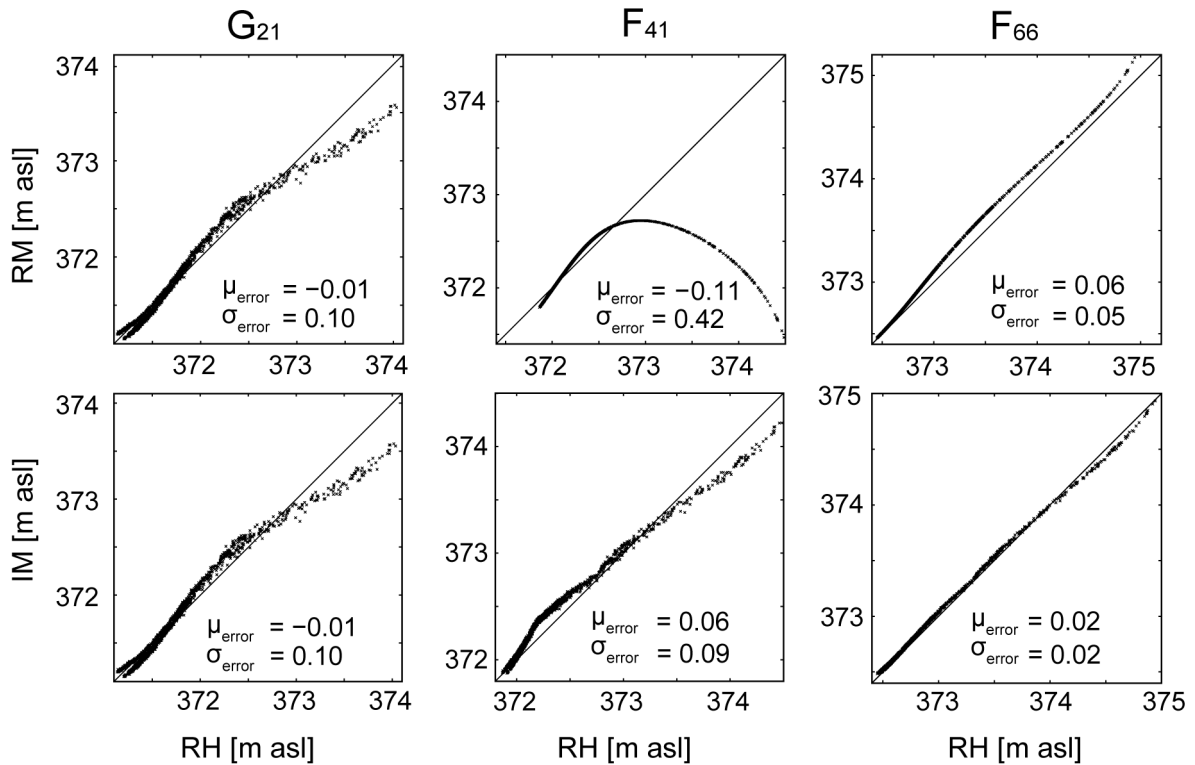 G21 F41 F66
RM [m asl]
374
373
372
μerror = −0.01
σerror = 0.10
372 373 374
374
373
372
μerror = −0.11
σerror = 0.42
372 373 374
375
374
373
μerror = 0.06
σerror = 0.05
373 374 375
IM [m asl]
374
373
372
μerror = −0.01
σerror = 0.10
372 373 374
RH [m asl]
374
373
372
μerror = 0.06
σerror = 0.09
372 373 374
RH [m asl]
375
374
373
μerror = 0.02
σerror = 0.02
373 374 375
RH [m asl]